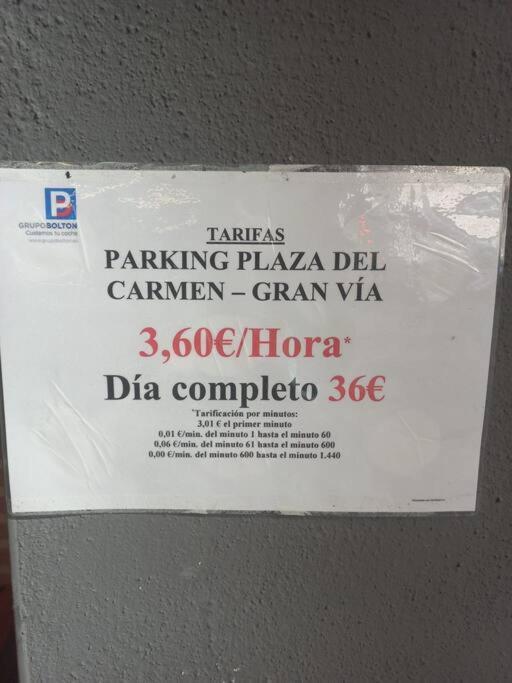 GRUPOBOLTON
Cuidamos tu coche
TARIFAS
PARKING PLAZA DEL
CARMEN – GRAN VÍA
3,60€/Hora*
Día completo 36€
*Tarificación por minutos:
3,01 € el primer minuto
0,01 €/min. del minuto 1 hasta el minuto 60
0,06 €/min. del minuto 61 hasta el minuto 600
0,00 €/min. del minuto 600 hasta el minuto 1.440